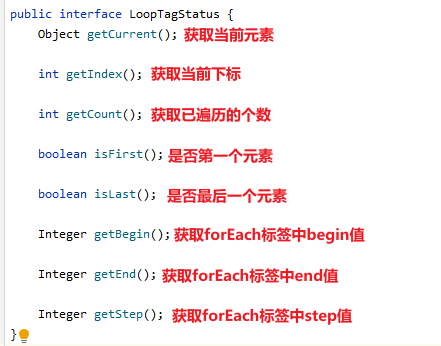 public interface LoopTagStatus {
Object getCurrent(); 获取当前元素
int getIndex(); 获取当前下标
int getCount(); 获取已遍历的个数
boolean isFirst(); 是否第一个元素
boolean isLast(); 是否最后一个元素
Integer getBegin(); 获取forEach标签中begin值
Integer getEnd(); 获取forEach标签中end值
Integer getStep(); 获取forEach标签中step值
}